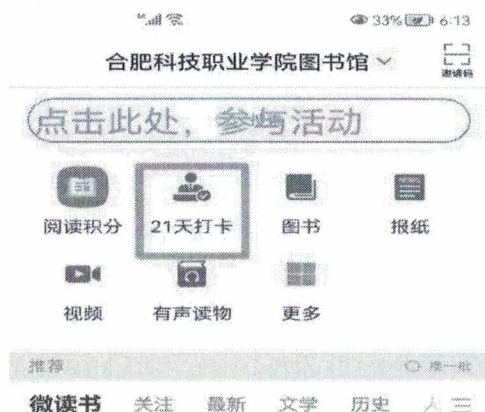 33% 6:13
合肥科技职业学院图书馆
邀请码
点击此处，参与活动
阅读积分 21天打卡 图书 报纸
视频 有声读物 更多
推荐 换一批
微读书 关注 最新 文学 历史 人